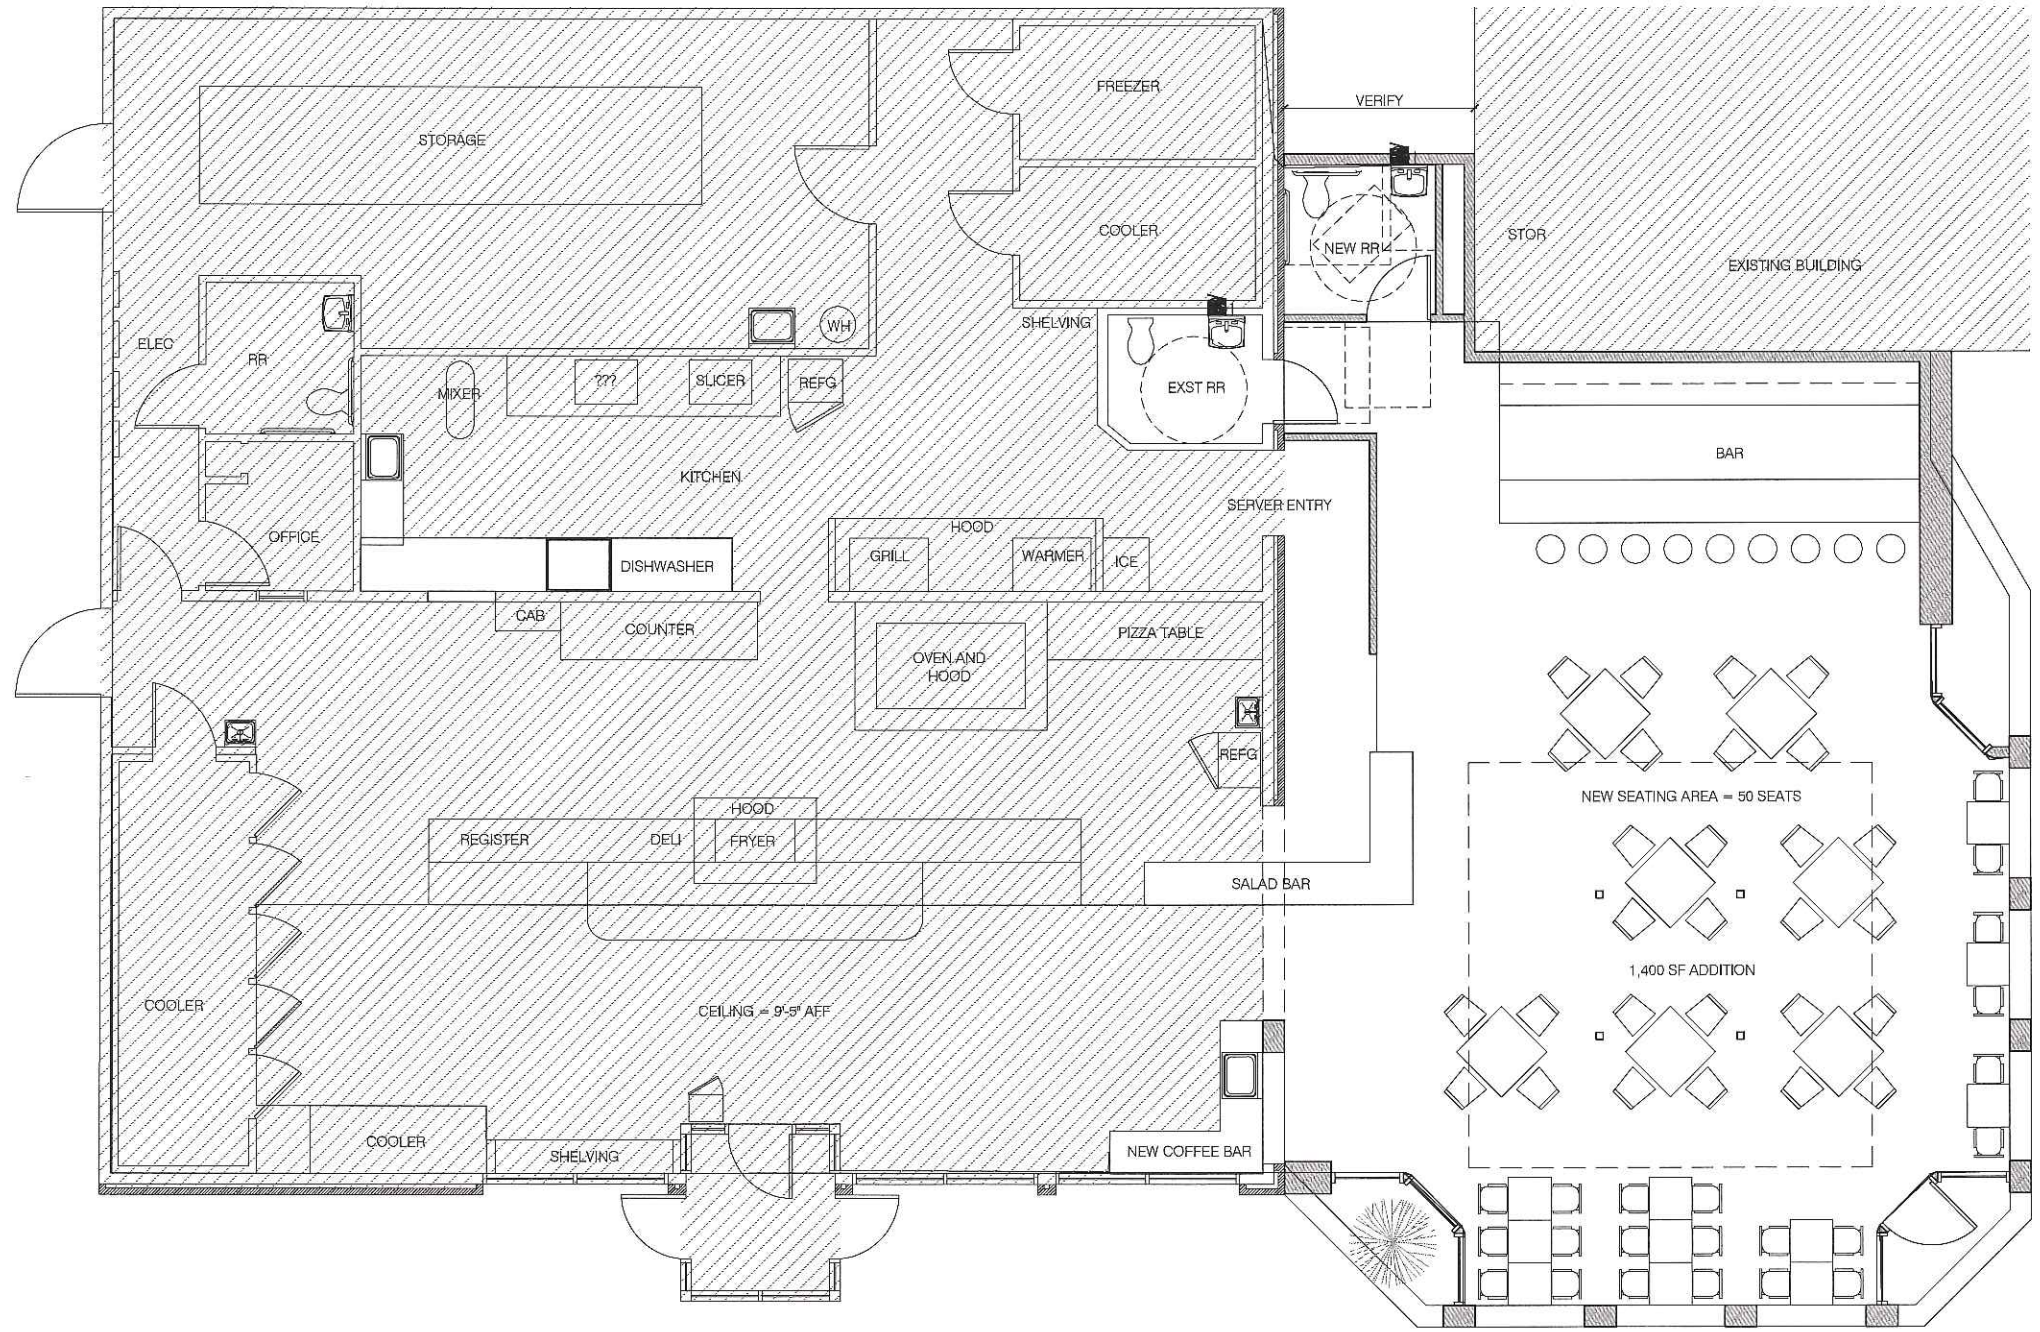 FREEZER
VERIFY
STORAGE
COOLER
NEW RR
STOR
EXISTING BUILDING
SHELVING
WH
ELEC
RR
MIXER
???
SLICER
REFG
EXST RR
BAR
KITCHEN
SERVER ENTRY
HOOD
OFFICE
GRILL
WARMER
ICE
DISHWASHER
CAB
COUNTER
PIZZA TABLE
OVEN AND
HOOD
REFG
NEW SEATING AREA = 50 SEATS
HOOD
REGISTER
DELI
FRYER
SALAD BAR
1,400 SF ADDITION
COOLER
CEILING = 9'-5" AFF
COOLER
SHELVING
NEW COFFEE BAR